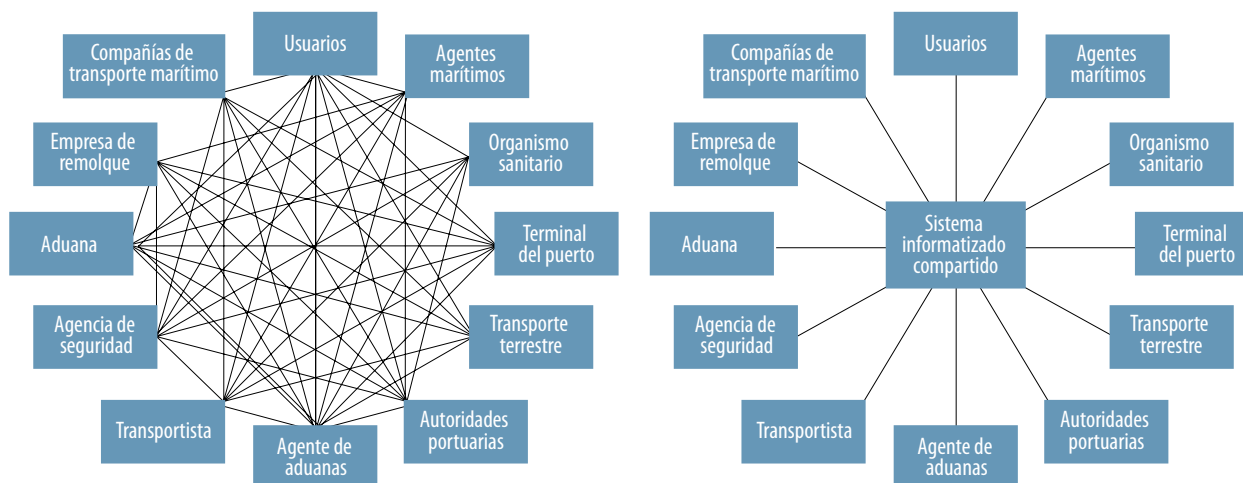 Usuarios
Compañías de
transporte marítimo
Agentes
marítimos
Empresa de
remolque
Organismo
sanitario
Aduana
Terminal
del puerto
Agencia de
seguridad
Transporte
terrestre
Transportista
Autoridades
portuarias
Agente de
aduanas
Usuarios
Compañías de
transporte marítimo
Agentes
marítimos
Empresa de
remolque
Organismo
sanitario
Sistema
informatizado
compartido
Aduana
Terminal
del puerto
Agencia de
seguridad
Transporte
terrestre
Transportista
Autoridades
portuarias
Agente de
aduanas